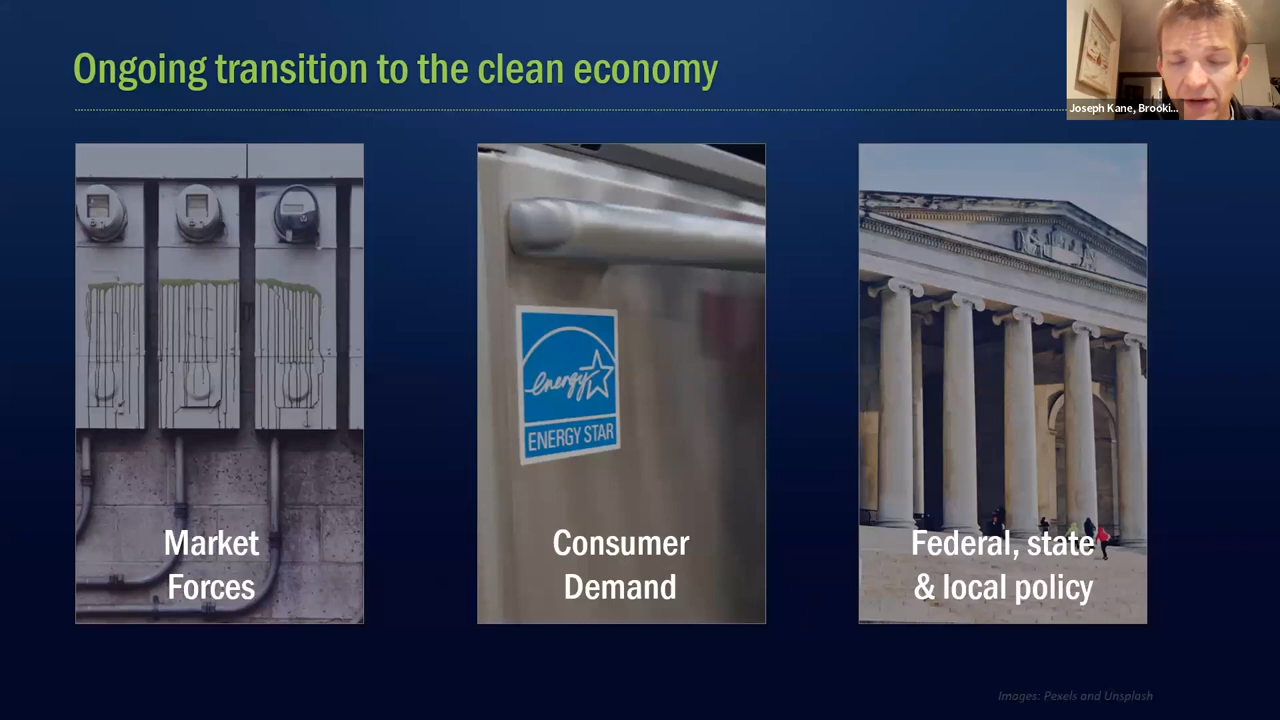 Ongoing transition to the clean economy
Joseph Kane, Brooki...
energy
ENERGY STAR
Market
Forces
Consumer
Demand
Federal, state
& local policy
Images: Pexels and Unsplash